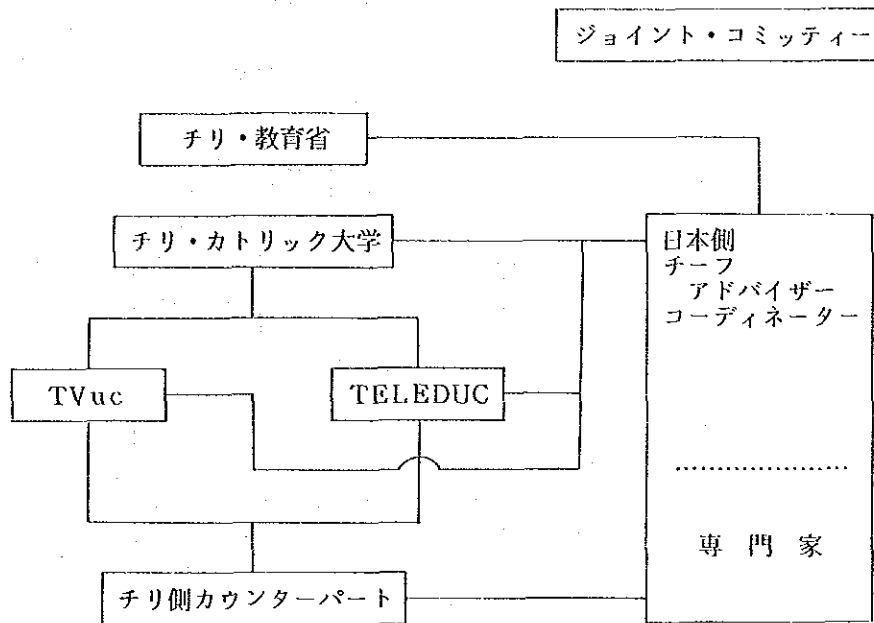 ジョイント・コミッティー
チリ・教育省
チリ・カトリック大学
日本側
チーフ
アドバイザー
コーディネーター
TVuc
TELEDUC
専門家
チリ側カウンターパート